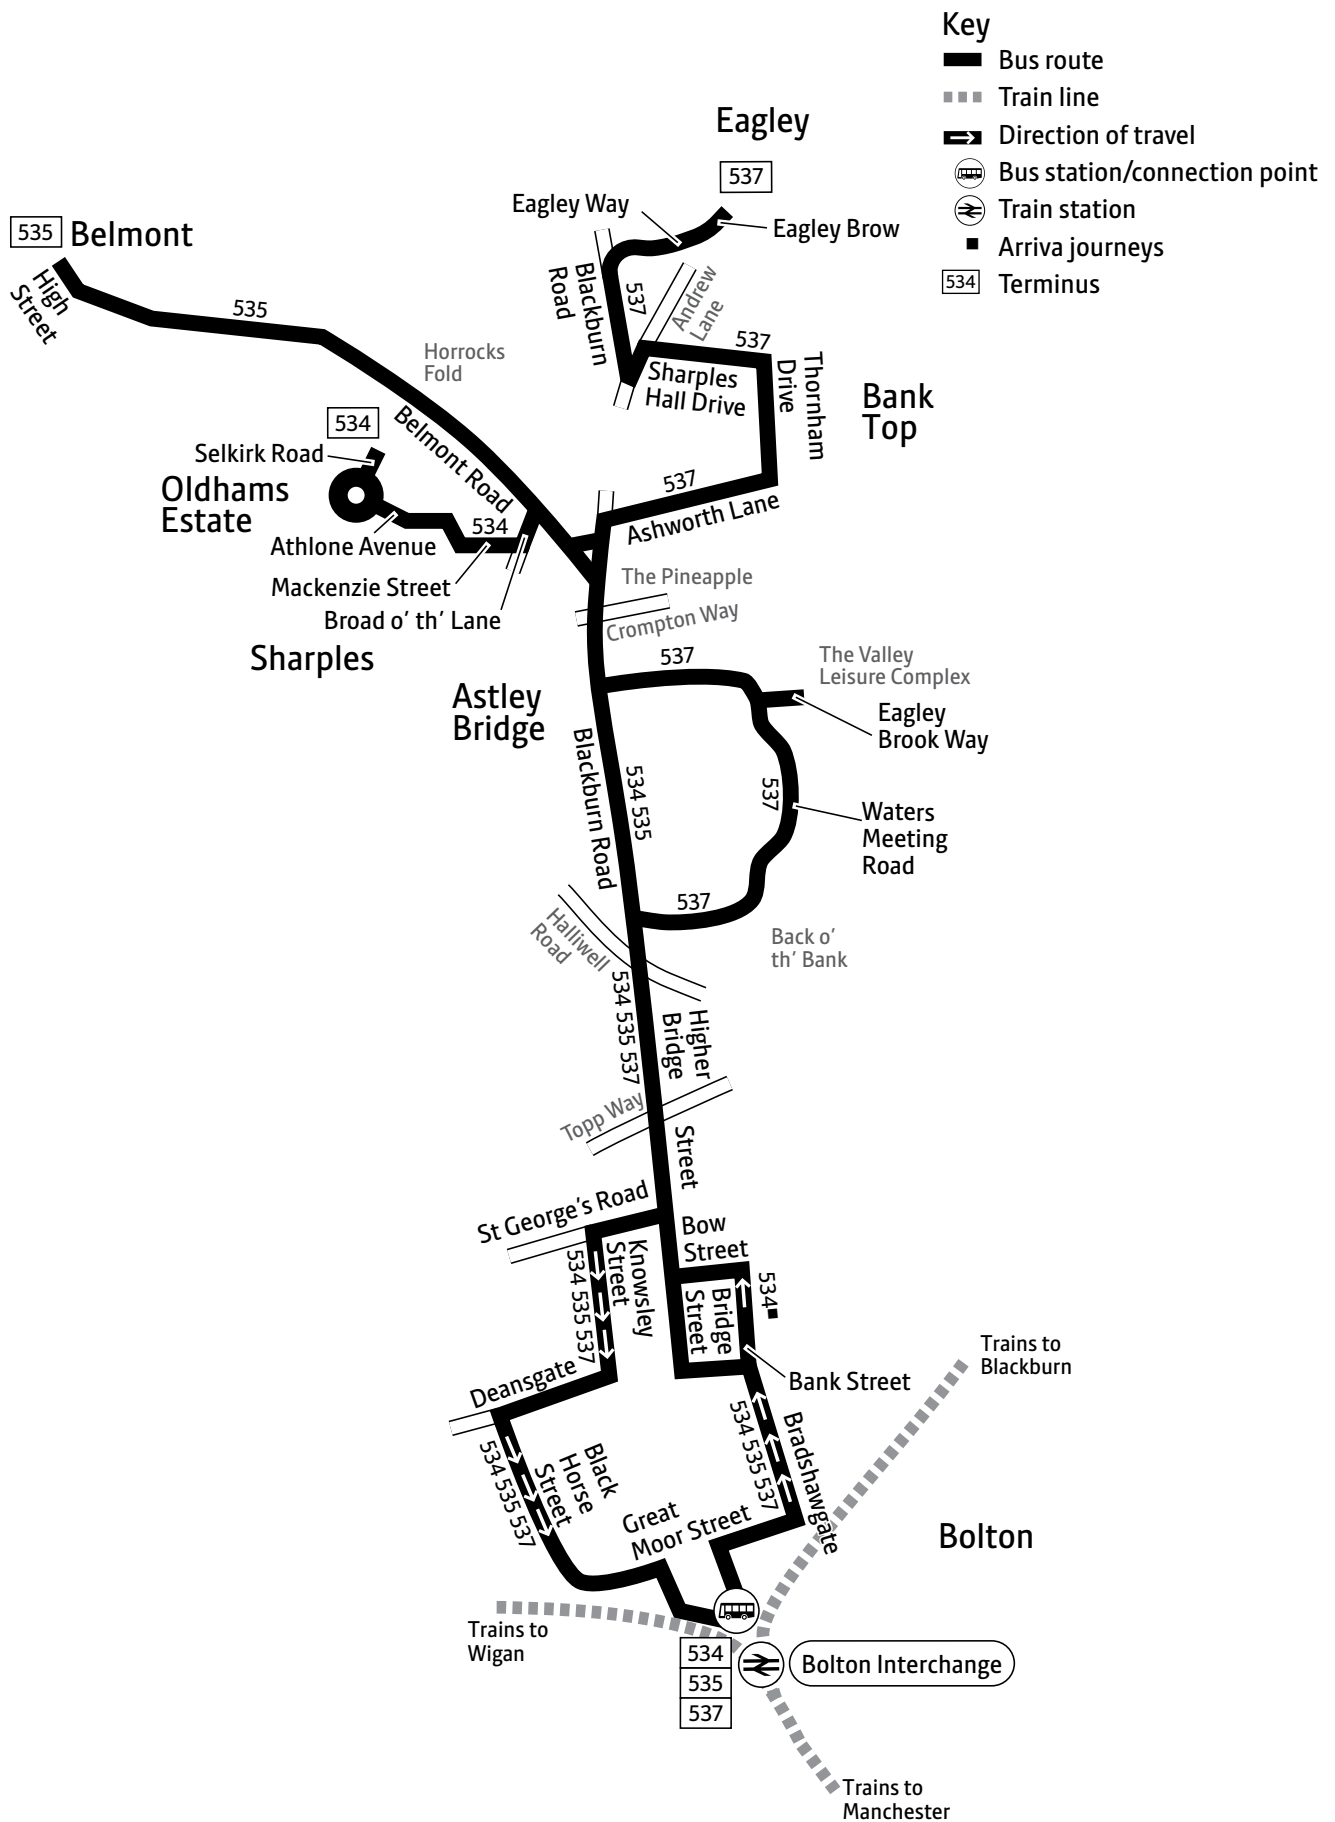 Key
Bus route
Train line
Direction of travel
Bus station/connection point
Train station
Arriva journeys
534 Terminus
Eagley
537
Eagley Way
Eagley Brow
535 Belmont
High
Street
535
Blackburn
Road
537
Andrew
Lane
537
Thornham
Drive
Sharples
Hall Drive
Bank
Top
Horrocks
Fold
534
Belmont Road
Selkirk Road
Oldhams
Estate
534
537
Ashworth Lane
Athlone Avenue
Mackenzie Street
Broad o’ th’ Lane
The Pineapple
Crompton Way
Sharples
537
The Valley
Leisure Complex
Astley
Bridge
Eagley
Brook Way
Blackburn Road
534 535
537
Waters
Meeting
Road
537
Halliwell
Road
Back o’
th’ Bank
534 535 537
Higher
Bridge
Topp Way
Street
St George’s Road
Bow
Street
534 535 537
Knowsley
Street
Bridge
Street
534
Bank Street
Deansgate
Trains to
Blackburn
534 535 537
Black
Horse
Street
534 535 537
Bradshawgate
Great
Moor Street
Bolton
Trains to
Wigan
534
535
537
Bolton Interchange
Trains to
Manchester